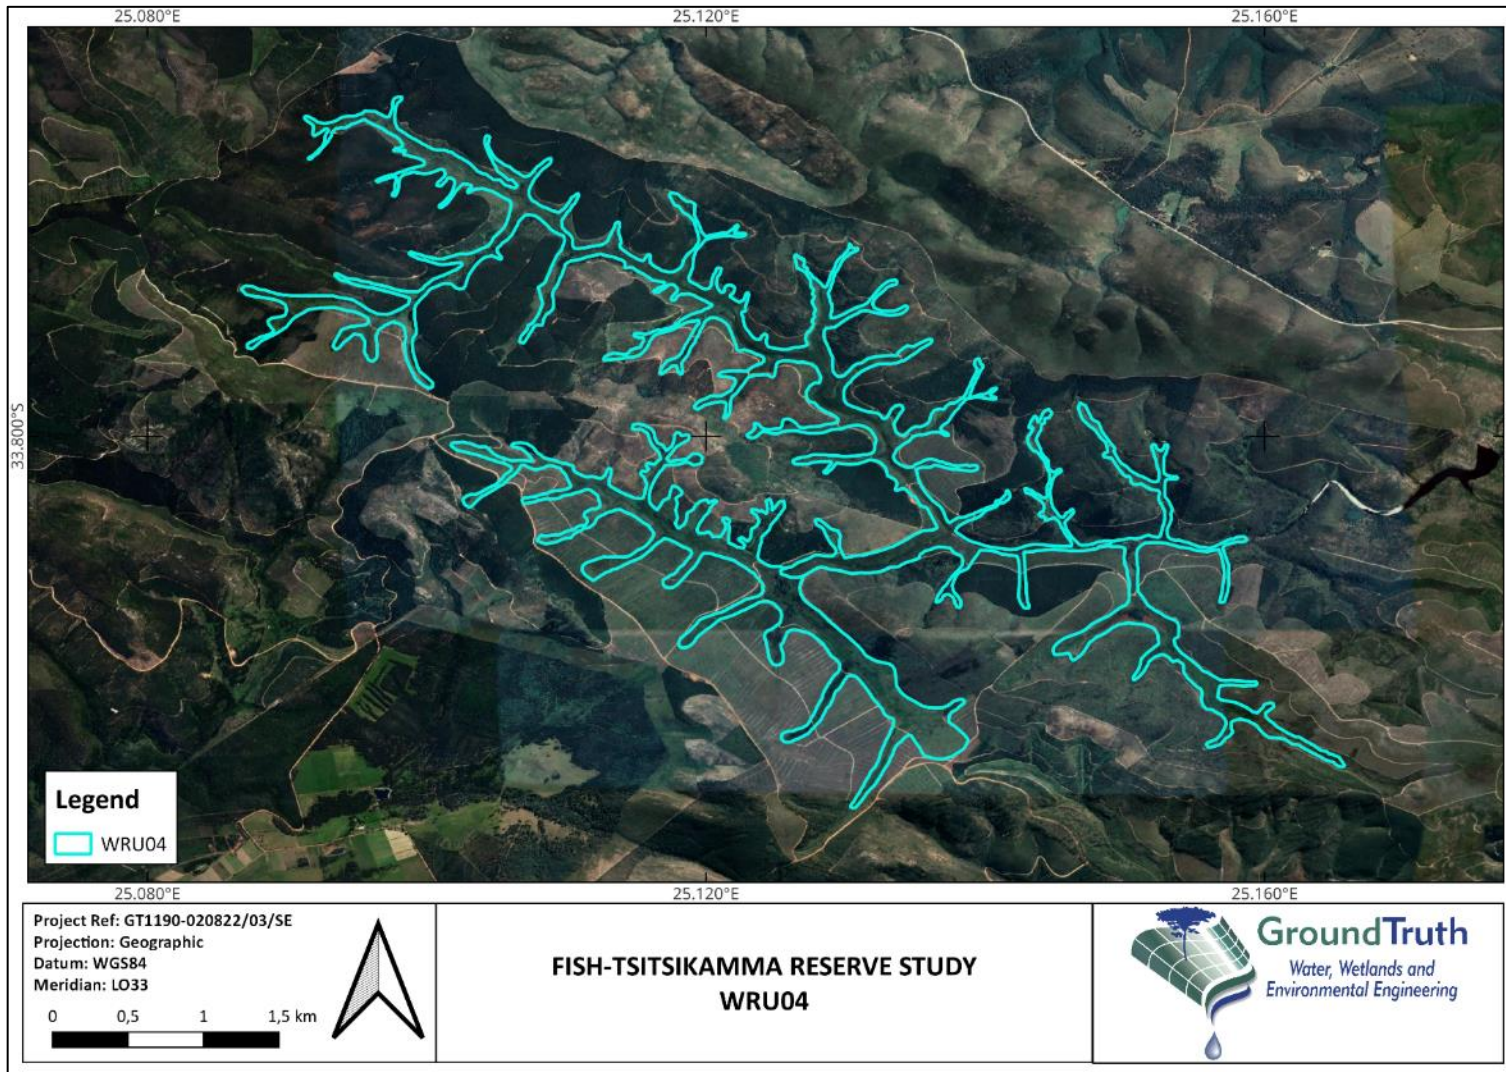 25.080°E 25.120°E 25.160°E
33.800°S
Legend
WRU04
25.080°E 25.120°E 25.160°E
Project Ref: GT1190-020822/03/SE
Projection: Geographic
Datum: WGS84
Meridian: LO33
0 0,5 1 1,5 km
FISH-TSITSIKAMMA RESERVE STUDY
WRU04
GroundTruth
Water, Wetlands and
Environmental Engineering